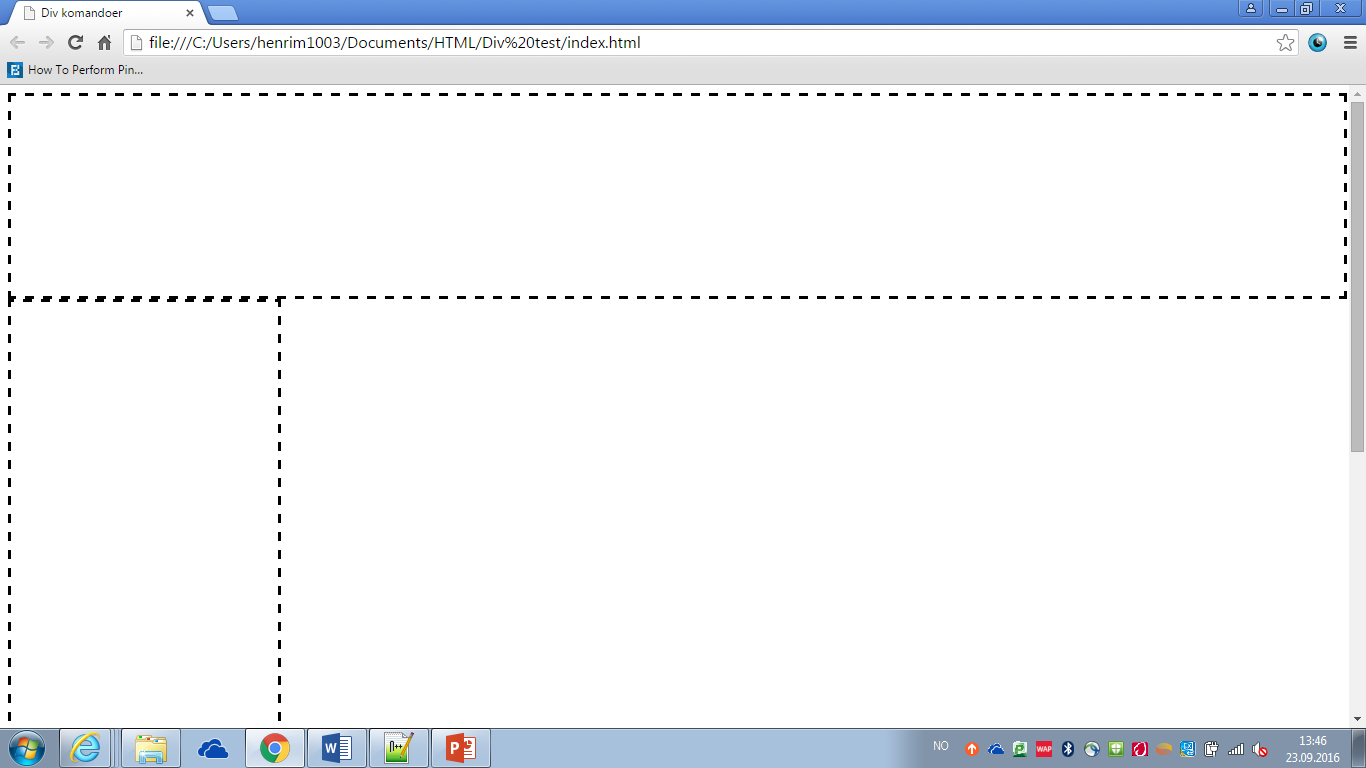 Div komandoer
file:///C:/Users/henrim1003/Documents/HTML/Div%20test/index.html
How To Perform Pin...
NO
WAP
13:46
23.09.2016